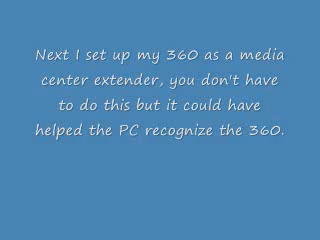 Next I set up my 360 as a media
center extender, you don't have
to do this but it could have
helped the PC recognize the 360.